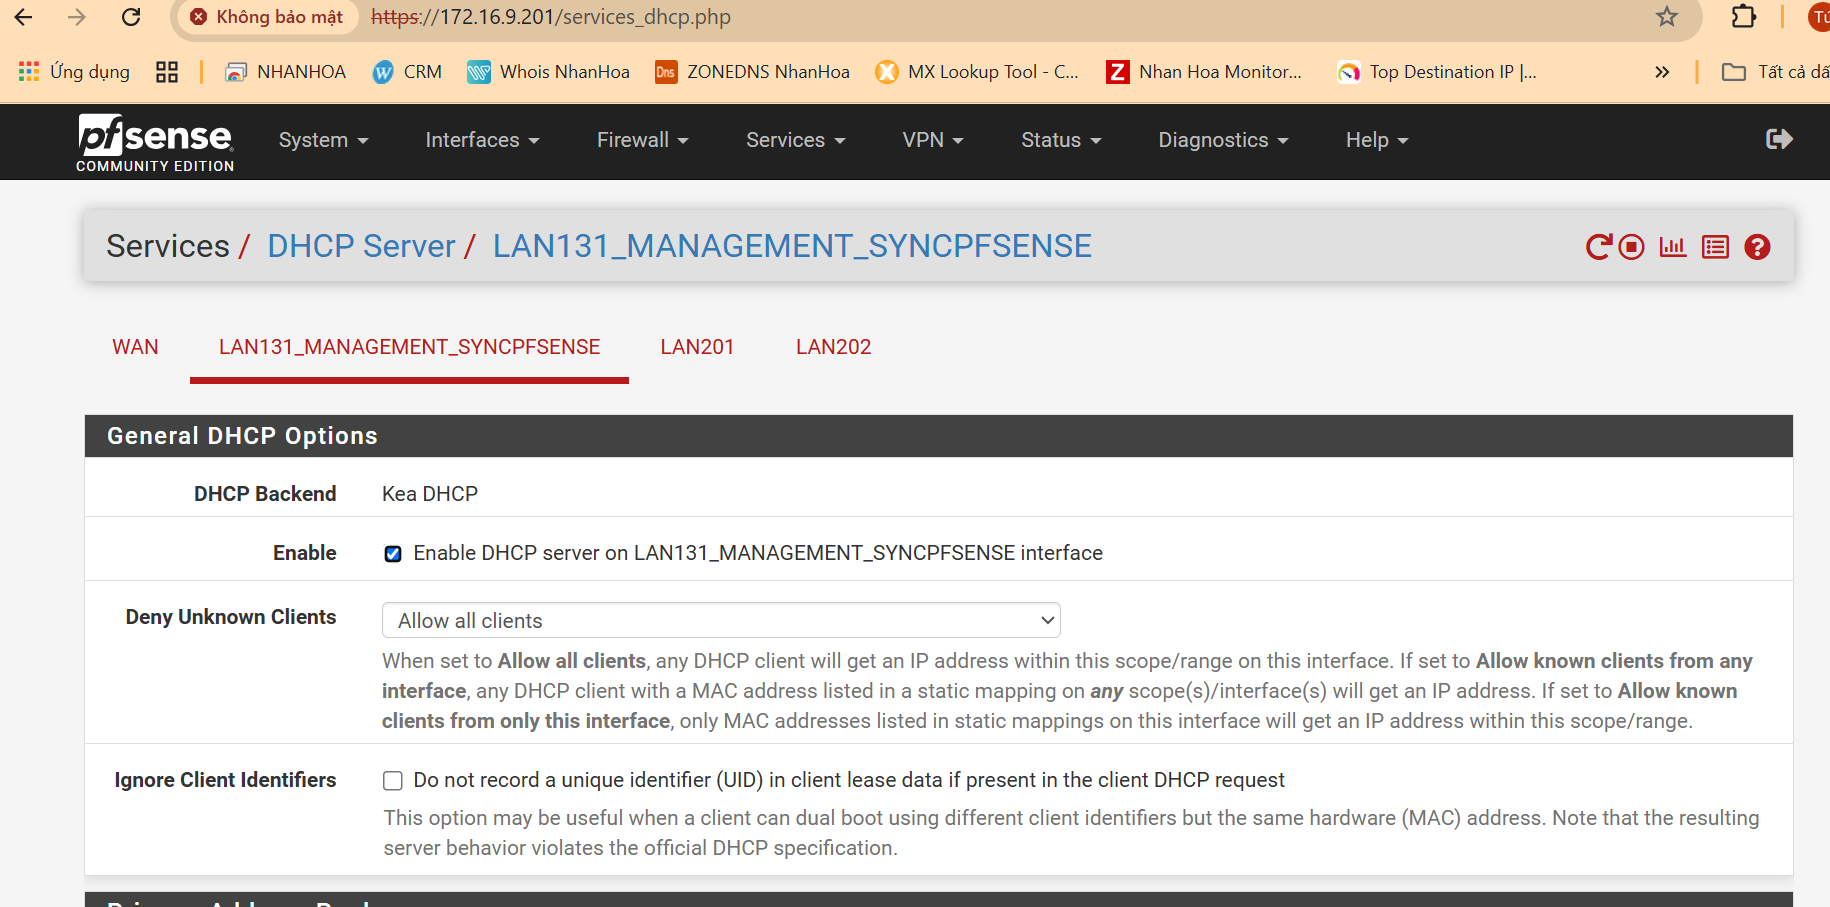 Không bảo mật https://172.16.9.201/services_dhcp.php
Ứng dụng NHANHOA CRM Whois NhanHoa Dns ZONEDNS NhanHoa MX Lookup Tool - C... Z Nhan Hoa Monitor... Top Destination IP |... » Tất cả
pfsense
COMMUNITY EDITION
System Interfaces Firewall Services VPN Status Diagnostics Help
Services / DHCP Server / LAN131_MANAGEMENT_SYNCPFSENSE
WAN LAN131_MANAGEMENT_SYNCPFSENSE LAN201 LAN202
General DHCP Options
DHCP Backend Kea DHCP
Enable Enable DHCP server on LAN131_MANAGEMENT_SYNCPFSENSE interface
Deny Unknown Clients Allow all clients
When set to Allow all clients, any DHCP client will get an IP address within this scope/range on this interface. If set to Allow known clients from any
interface, any DHCP client with a MAC address listed in a static mapping on any scope(s)/interface(s) will get an IP address. If set to Allow known
clients from only this interface, only MAC addresses listed in static mappings on this interface will get an IP address within this scope/range.
Ignore Client Identifiers Do not record a unique identifier (UID) in client lease data if present in the client DHCP request
This option may be useful when a client can dual boot using different client identifiers but the same hardware (MAC) address. Note that the resulting
server behavior violates the official DHCP specification.